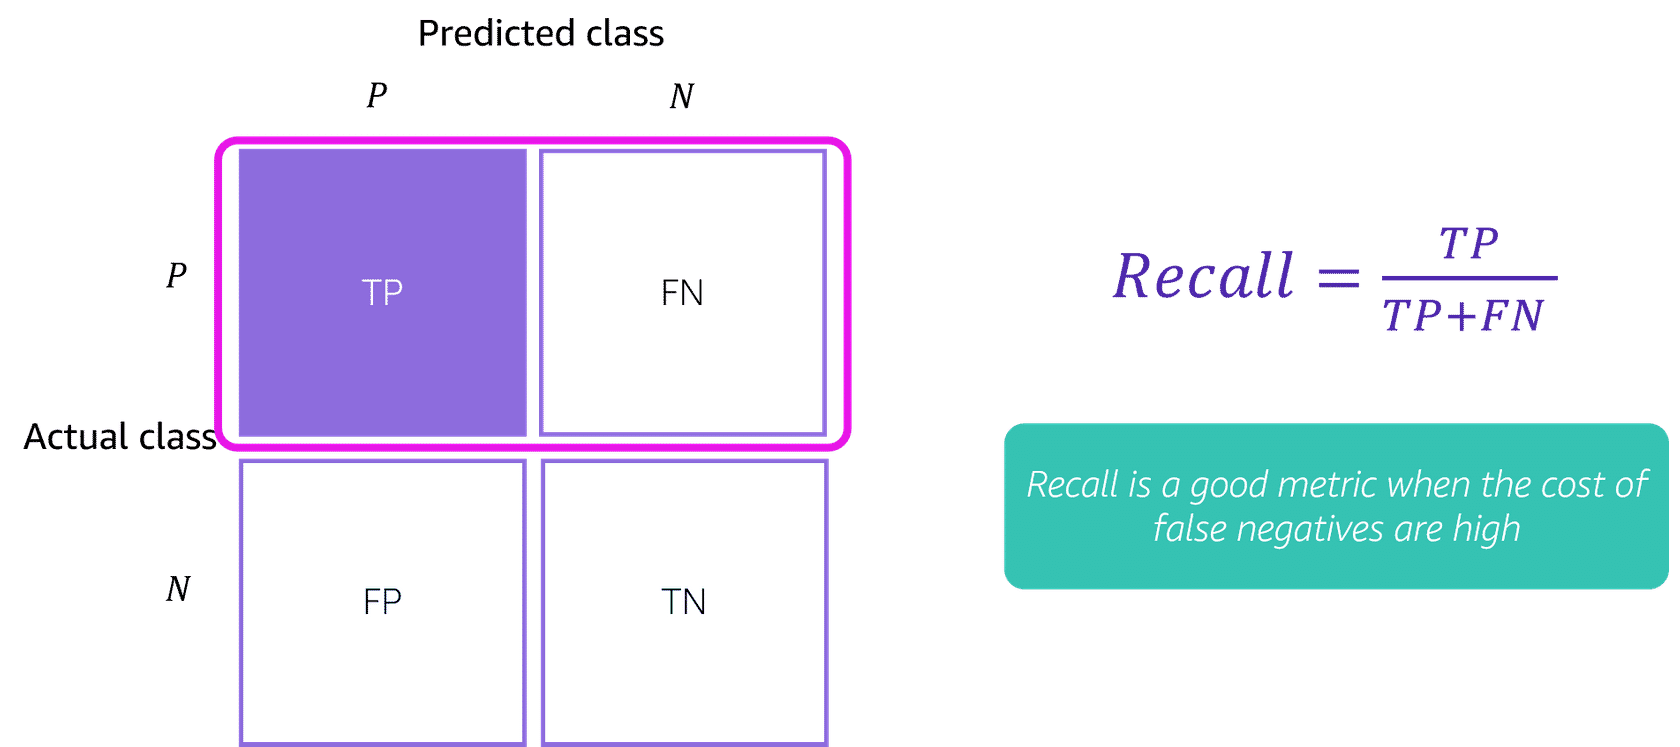 Predicted class
P N
P TP FN
Actual class
N FP TN
Recall = TP / TP+FN
Recall is a good metric when the cost of
false negatives are high